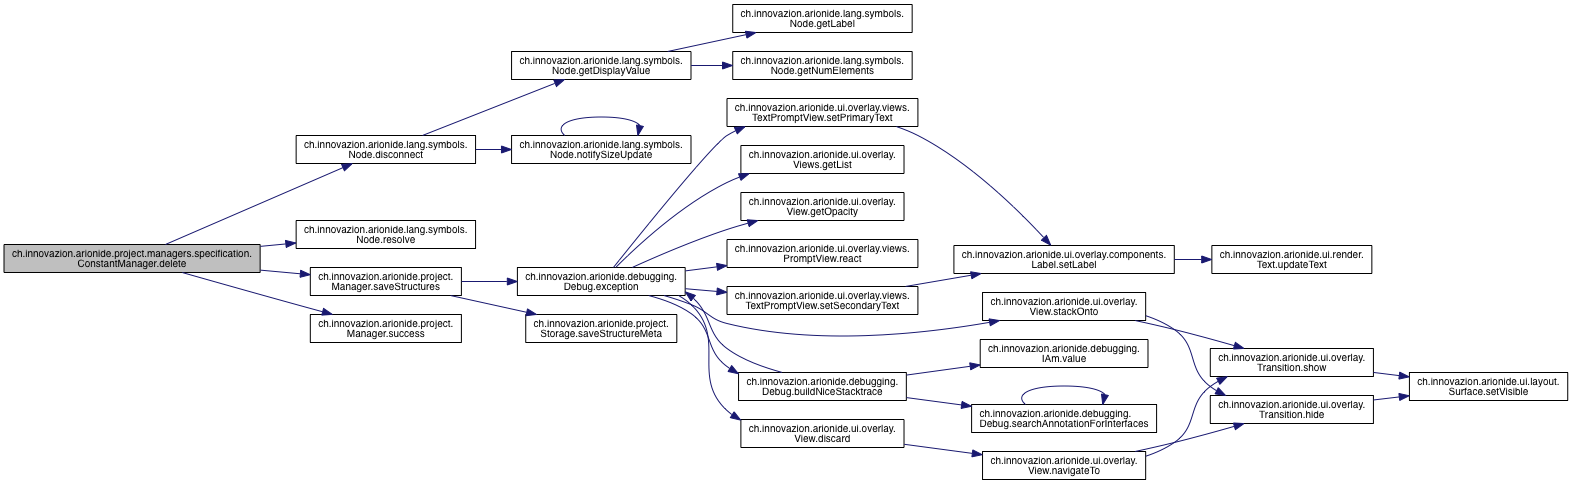 ch.innovazion.arionide.lang.symbols.
Node.getLabel
ch.innovazion.arionide.lang.symbols.
Node.getDisplayValue
ch.innovazion.arionide.lang.symbols.
Node.getNumElements
ch.innovazion.arionide.ui.overlay.views.
TextPromptView.setPrimaryText
ch.innovazion.arionide.lang.symbols.
Node.disconnect
ch.innovazion.arionide.lang.symbols.
Node.notifySizeUpdate
ch.innovazion.arionide.ui.overlay.
Views.getList
ch.innovazion.arionide.ui.overlay.
View.getOpacity
ch.innovazion.arionide.lang.symbols.
Node.resolve
ch.innovazion.arionide.project.managers.specification.
ConstantManager.delete
ch.innovazion.arionide.ui.overlay.views.
PromptView.react
ch.innovazion.arionide.ui.overlay.components.
Label.setLabel
ch.innovazion.arionide.ui.render.
Text.updateText
ch.innovazion.arionide.project.
Manager.saveStructures
ch.innovazion.arionide.debugging.
Debug.exception
ch.innovazion.arionide.ui.overlay.views.
TextPromptView.setSecondaryText
ch.innovazion.arionide.ui.overlay.
View.stackOnto
ch.innovazion.arionide.project.
Manager.success
ch.innovazion.arionide.project.
Storage.saveStructureMeta
ch.innovazion.arionide.debugging.
IAm.value
ch.innovazion.arionide.ui.overlay.
Transition.show
ch.innovazion.arionide.debugging.
Debug.buildNiceStacktrace
ch.innovazion.arionide.ui.layout.
Surface.setVisible
ch.innovazion.arionide.debugging.
Debug.searchAnnotationForInterfaces
ch.innovazion.arionide.ui.overlay.
Transition.hide
ch.innovazion.arionide.ui.overlay.
View.discard
ch.innovazion.arionide.ui.overlay.
View.navigateTo